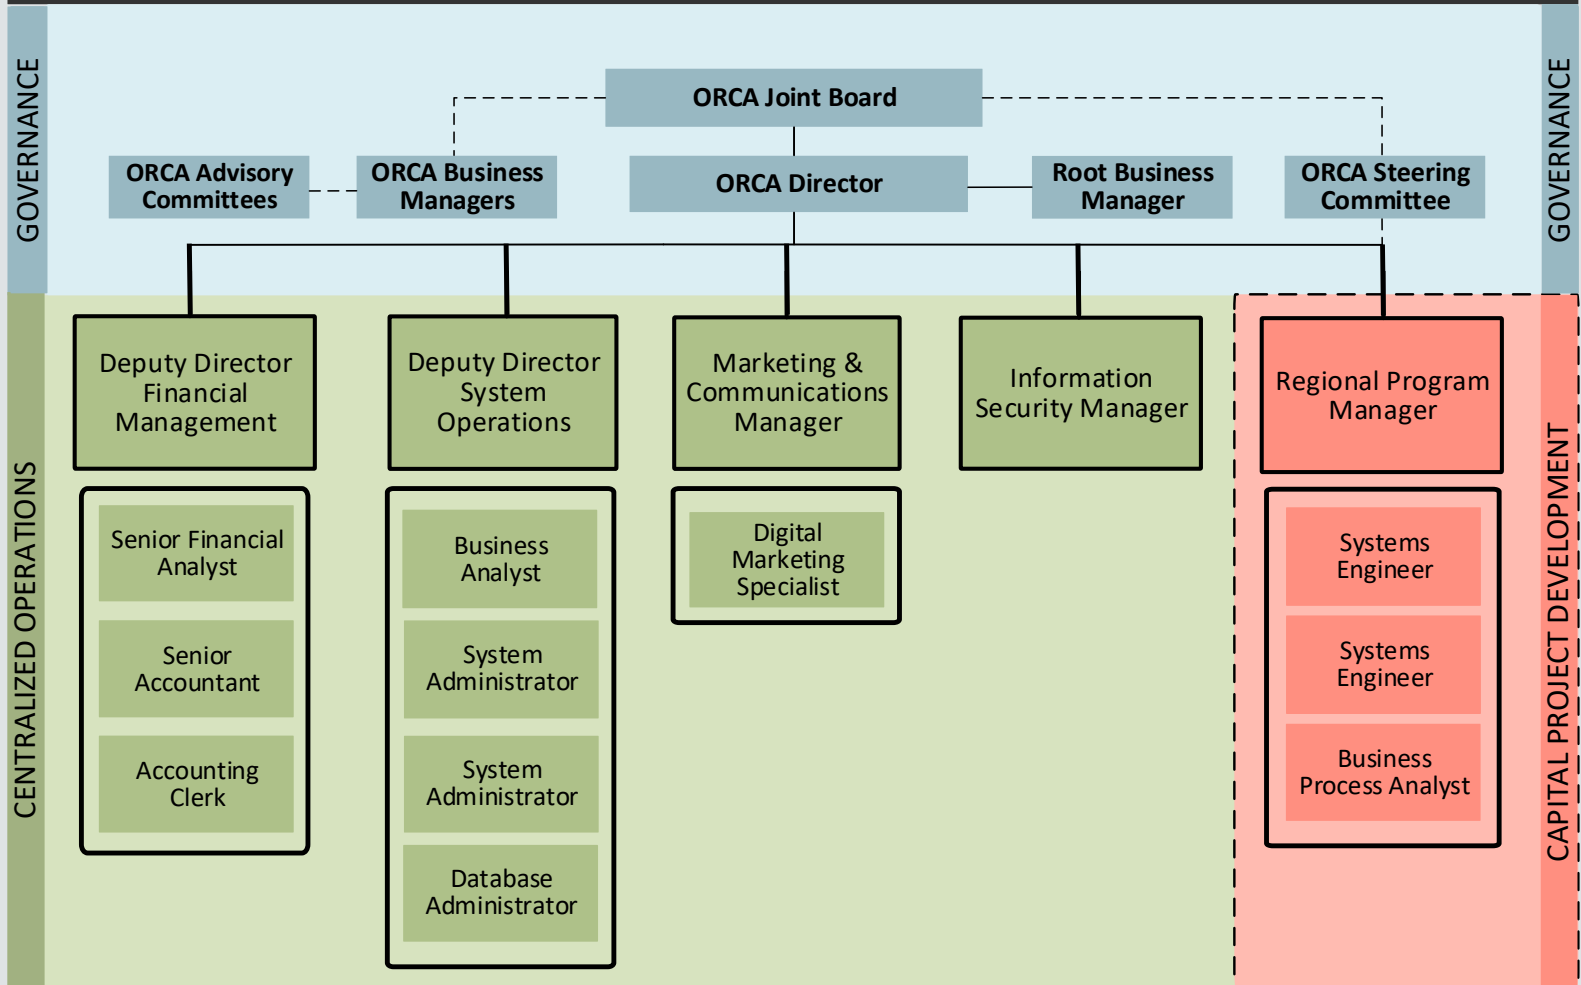 GOVERNANCE
GOVERNANCE
ORCA Joint Board
ORCA Advisory
Committees
ORCA Business
Managers
ORCA Director
Root Business
Manager
ORCA Steering
Committee
CENTRALIZED OPERATIONS
Deputy Director
Financial
Management
Deputy Director
System
Operations
Marketing &
Communications
Manager
Information
Security Manager
Regional Program
Manager
CAPITAL PROJECT DEVELOPMENT
Senior Financial
Analyst
Senior
Accountant
Accounting
Clerk
Business
Analyst
System
Administrator
System
Administrator
Database
Administrator
Digital
Marketing
Specialist
Systems
Engineer
Systems
Engineer
Business
Process Analyst